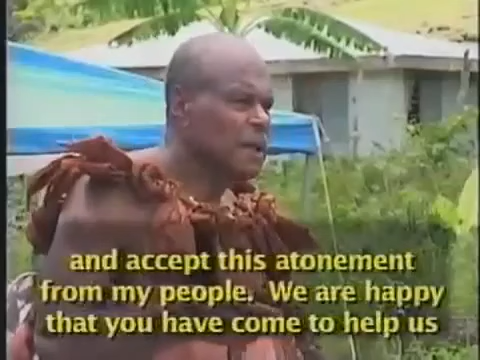 and accept this atonement
from my people. We are happy
that you have come to help us